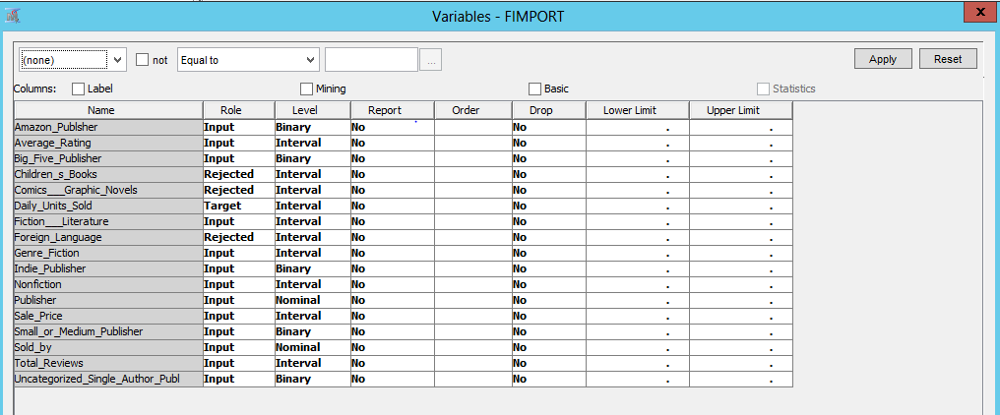 Variables - FIMPORT
x
(none) not Equal to ... Apply Reset
Columns: Label Mining Basic Statistics
Name Role Level Report Order Drop Lower Limit Upper Limit
Amazon_Publsher Input Binary No No . .
Average_Rating Input Interval No No . .
Big_Five_Publisher Input Binary No No . .
Children_s_Books Rejected Interval No No . .
Comics___Graphic_Novels Rejected Interval No No . .
Daily_Units_Sold Target Interval No No . .
Fiction___Literature Input Interval No No . .
Foreign_Language Rejected Interval No No . .
Genre_Fiction Input Interval No No . .
Indie_Publisher Input Binary No No . .
Nonfiction Input Interval No No . .
Publisher Input Nominal No No . .
Sale_Price Input Interval No No . .
Small_or_Medium_Publisher Input Binary No No . .
Sold_by Input Nominal No No . .
Total_Reviews Input Interval No No . .
Uncategorized_Single_Author_Publ Input Binary No No . .